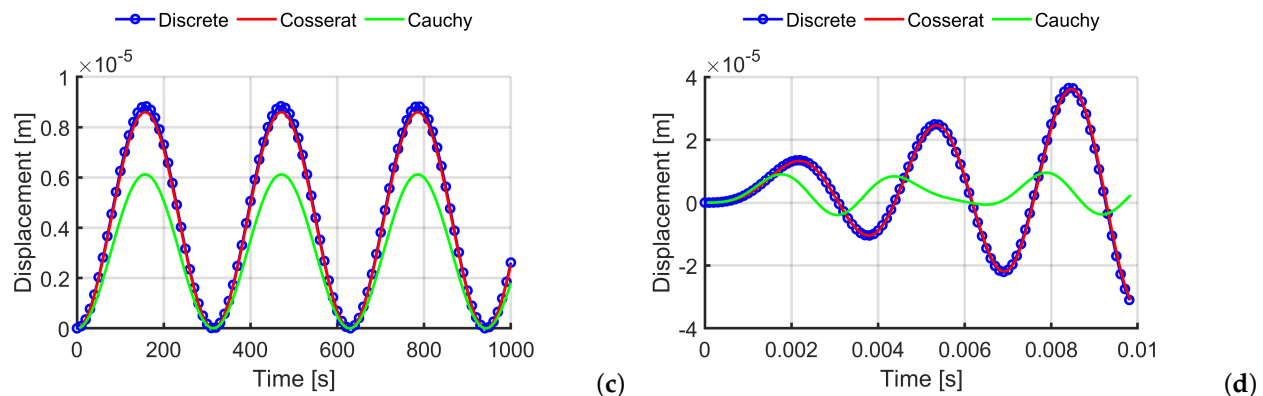 Discrete Cosserat Cauchy
×10^-5
Displacement [m]
1
0.8
0.6
0.4
0.2
0
0 200 400 600 800 1000
Time [s]
(c)
Discrete Cosserat Cauchy
×10^-5
Displacement [m]
4
2
0
-2
-4
0 0.002 0.004 0.006 0.008 0.01
Time [s]
(d)